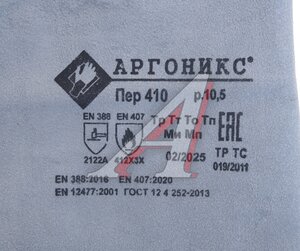 АРГОНИКС®
Пер 410 р.10,5
EN 388 EN 407 Тр Тт То Тп
Ми Мп
2122A 412X3X 02/2025 ТР ТС
019/2011
EN 388:2016 EN 407:2020
EN 12477:2001 ГОСТ 12 4 252-2013